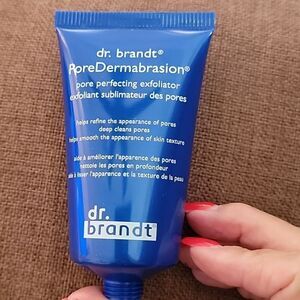 dr. brandt®
PoreDermabrasion®
pore perfecting exfoliator
exfoliant sublimateur des pores
helps refine the appearance of pores
deep cleans pores
helps smooth the appearance of skin texture
aide à améliorer l'apparence des pores
nettoie les pores en profondeur
aide à lisser l'apparence et la texture de la peau
dr.
brandt